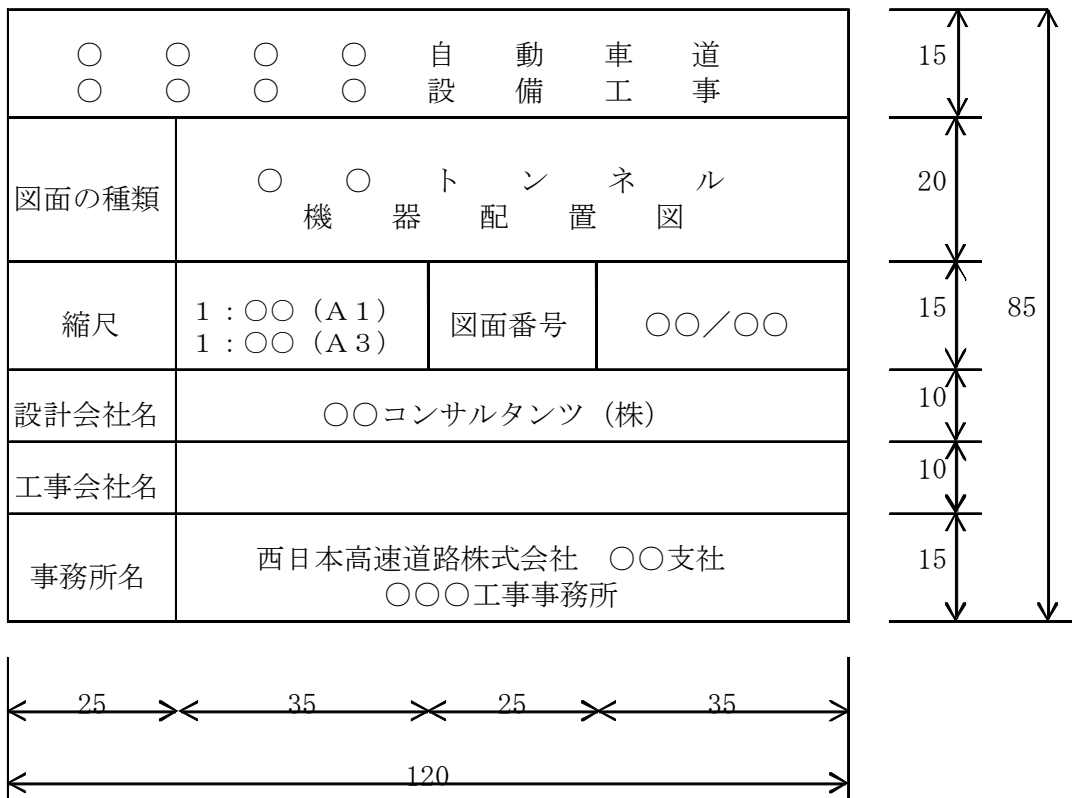 ○○○○自動車道
○○○○設備工事
図面の種類
○○トンネル
機器配置図
縮尺
1:○○(A1)
1:○○(A3)
図面番号
○○/○○
設計会社名
○○コンサルタンツ(株)
工事会社名
事務所名
西日本高速道路株式会社 ○○支社
○○○工事事務所
15
20
15
85
10
10
15
25
35
25
35
120